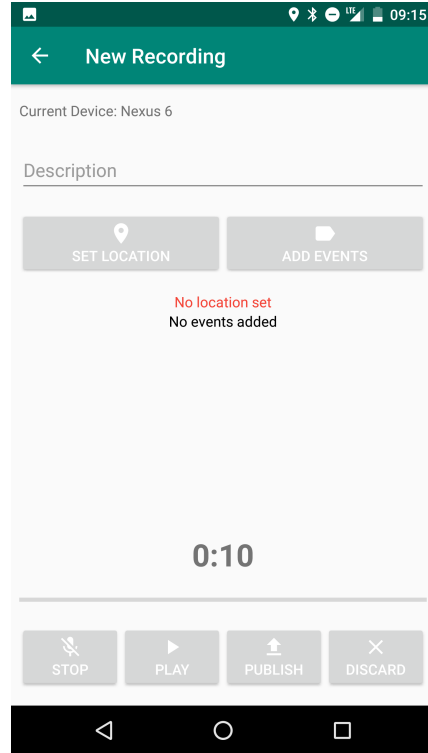 LTE 09:15
New Recording
Current Device: Nexus 6
Description
SET LOCATION ADD EVENTS
No location set
No events added
0:10
STOP PLAY PUBLISH DISCARD